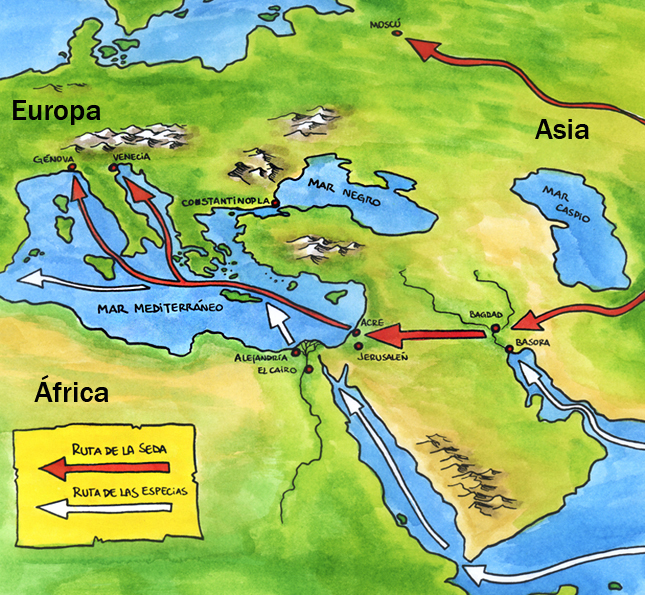 MOSCÚ
Europa
Asia
GÉNOVA
VENECIA
MAR NEGRO
MAR
CASPIO
CONSTANTINOPLA
MAR MEDITERRÁNEO
BAGDAD
ACRE
BASORA
JERUSALEÑ
ALEJANDRÍA
EL CAIRO
África
RUTA DE LA SEDA
RUTA DE LAS ESPECIAS